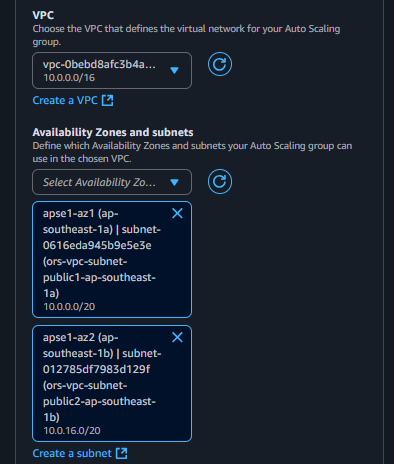 VPC
Choose the VPC that defines the virtual network for your Auto Scaling
group.
vpc-0bebd8afc3b4a...
10.0.0.0/16
Create a VPC
Availability Zones and subnets
Define which Availability Zones and subnets your Auto Scaling group can
use in the chosen VPC.
Select Availability Zo...
apse1-az1 (ap-
southeast-1a) | subnet-
0616eda945b9e5e3e
(ors-vpc-subnet-
public1-ap-southeast-
1a)
10.0.0.0/20
apse1-az2 (ap-
southeast-1b) | subnet-
012785df7983d129f
(ors-vpc-subnet-
public2-ap-southeast-
1b)
10.0.16.0/20
Create a subnet